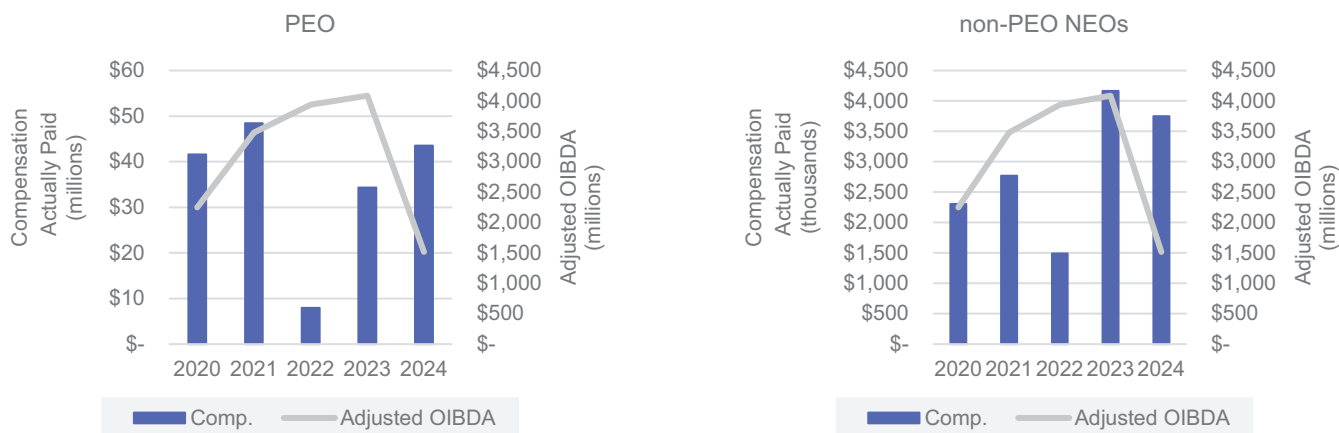 PEO
Compensation
Actually Paid
(millions)
$60
$50
$40
$30
$20
$10
$-
$4,500
$4,000
$3,500
$3,000
$2,500
$2,000
$1,500
$1,000
$500
$-
Adjusted OIBDA
(millions)
2020 2021 2022 2023 2024
Comp. Adjusted OIBDA
non-PEO NEOs
Compensation
Actually Paid
(thousands)
$4,500
$4,000
$3,500
$3,000
$2,500
$2,000
$1,500
$1,000
$500
$-
$4,500
$4,000
$3,500
$3,000
$2,500
$2,000
$1,500
$1,000
$500
$-
Adjusted OIBDA
(millions)
2020 2021 2022 2023 2024
Comp. Adjusted OIBDA